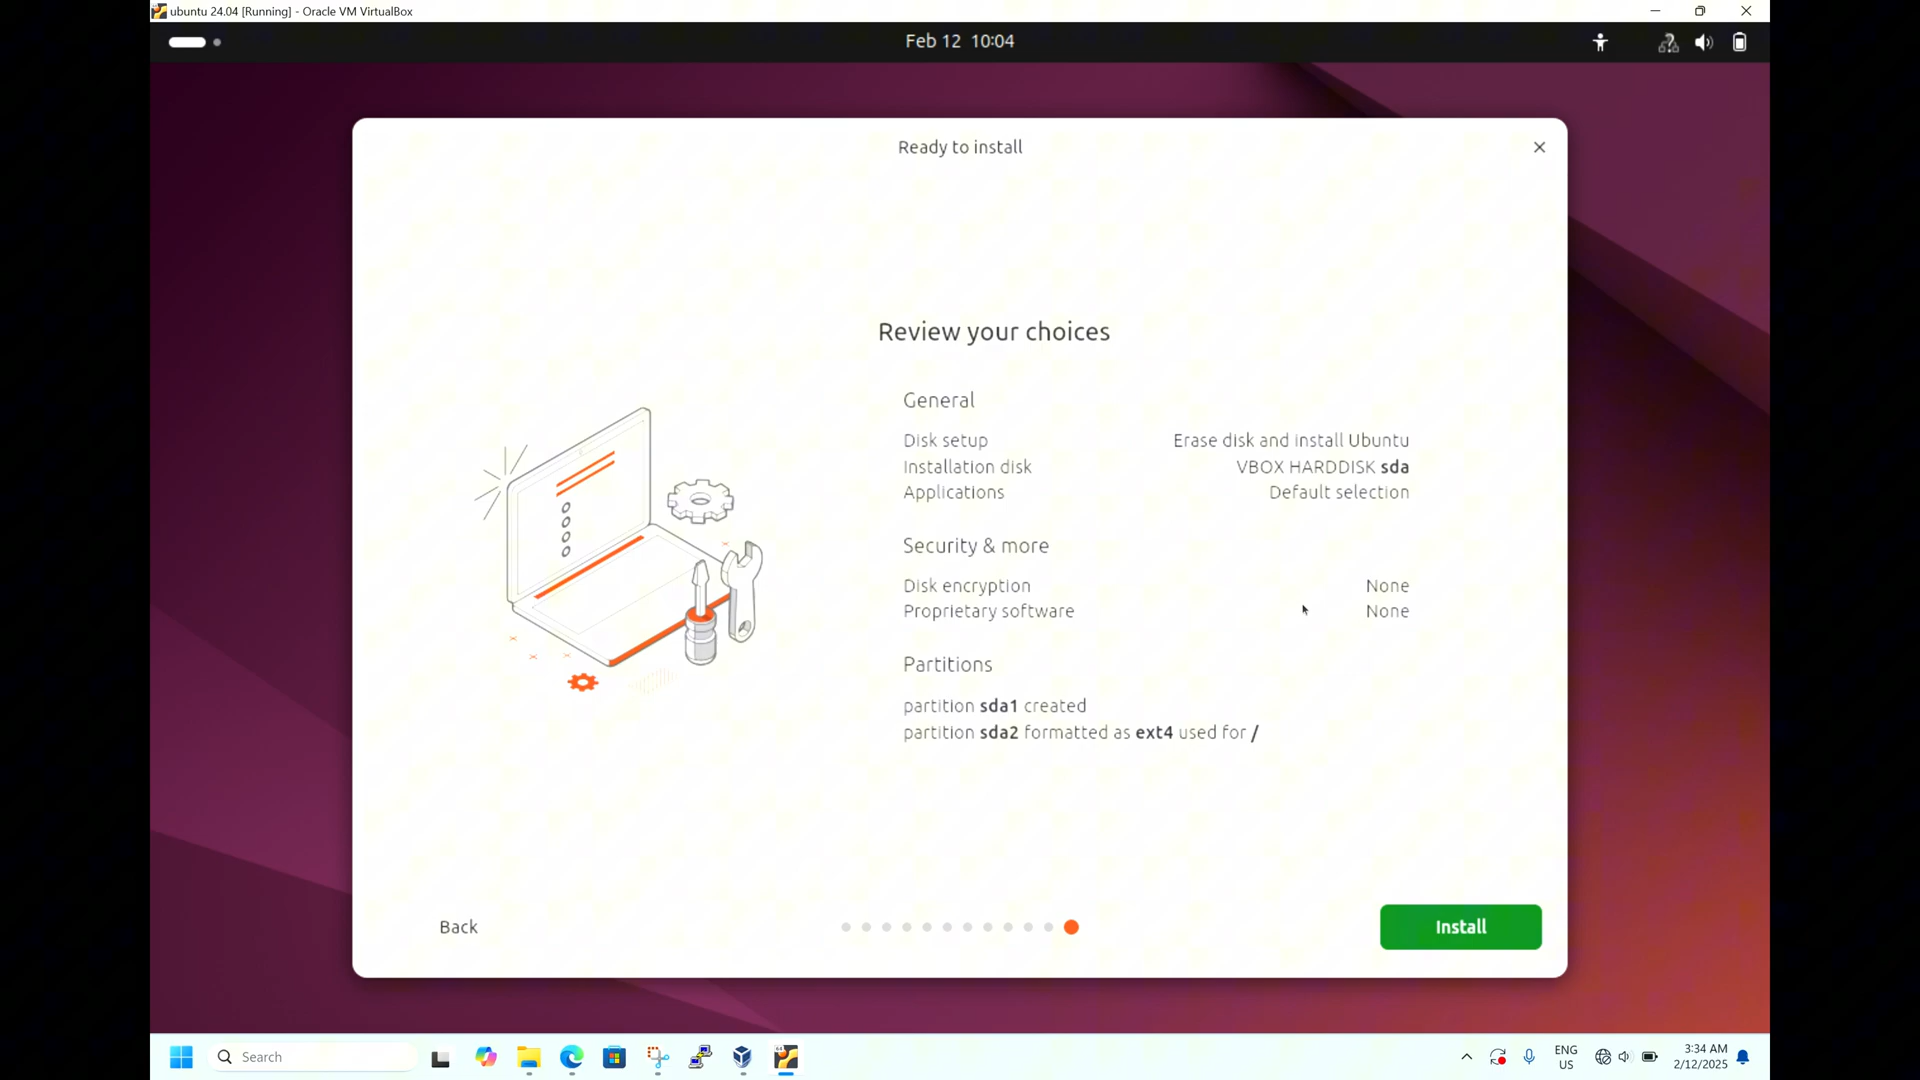 ubuntu 24.04 [Running] - Oracle VM VirtualBox
Feb 12 10:04
Ready to install
Review your choices
General
Disk setup Erase disk and install Ubuntu
Installation disk VBOX HARDDISK sda
Applications Default selection
Security & more
Disk encryption None
Proprietary software None
Partitions
partition sda1 created
partition sda2 formatted as ext4 used for /
Back
Install
Search
ENG
US
3:34 AM
2/12/2025